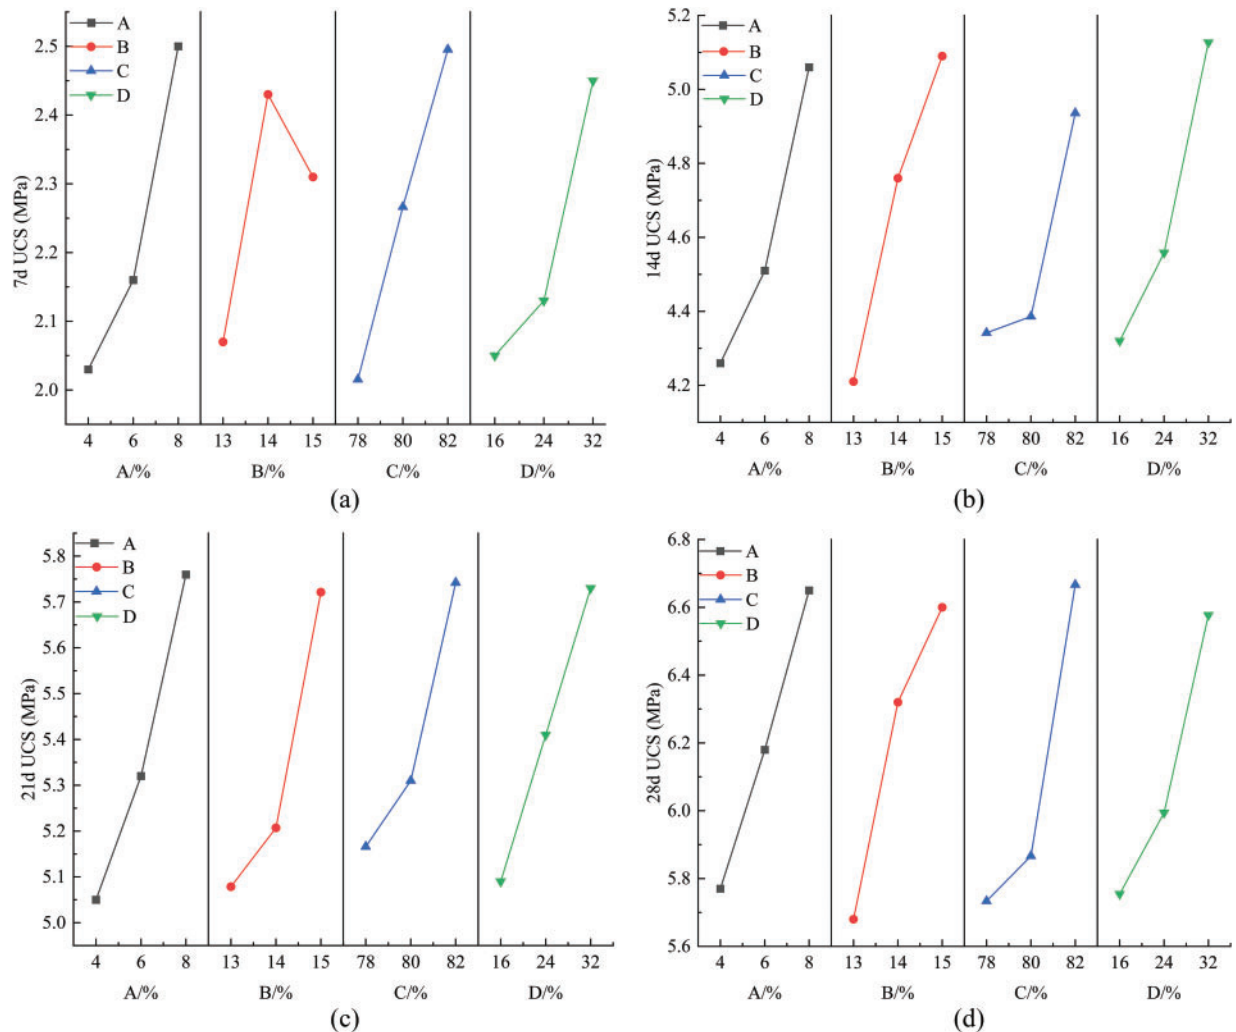 A
B
C
D
7d UCS (MPa)
2.5
2.4
2.3
2.2
2.1
2.0
4 6 8 13 14 15 78 80 82 16 24 32
A/% B/% C/% D/%
(a)
A
B
C
D
14d UCS (MPa)
5.2
5.0
4.8
4.6
4.4
4.2
4 6 8 13 14 15 78 80 82 16 24 32
A/% B/% C/% D/%
(b)
A
B
C
D
21d UCS (MPa)
5.8
5.7
5.6
5.5
5.4
5.3
5.2
5.1
5.0
4 6 8 13 14 15 78 80 82 16 24 32
A/% B/% C/% D/%
(c)
A
B
C
D
28d UCS (MPa)
6.8
6.6
6.4
6.2
6.0
5.8
5.6
4 6 8 13 14 15 78 80 82 16 24 32
A/% B/% C/% D/%
(d)